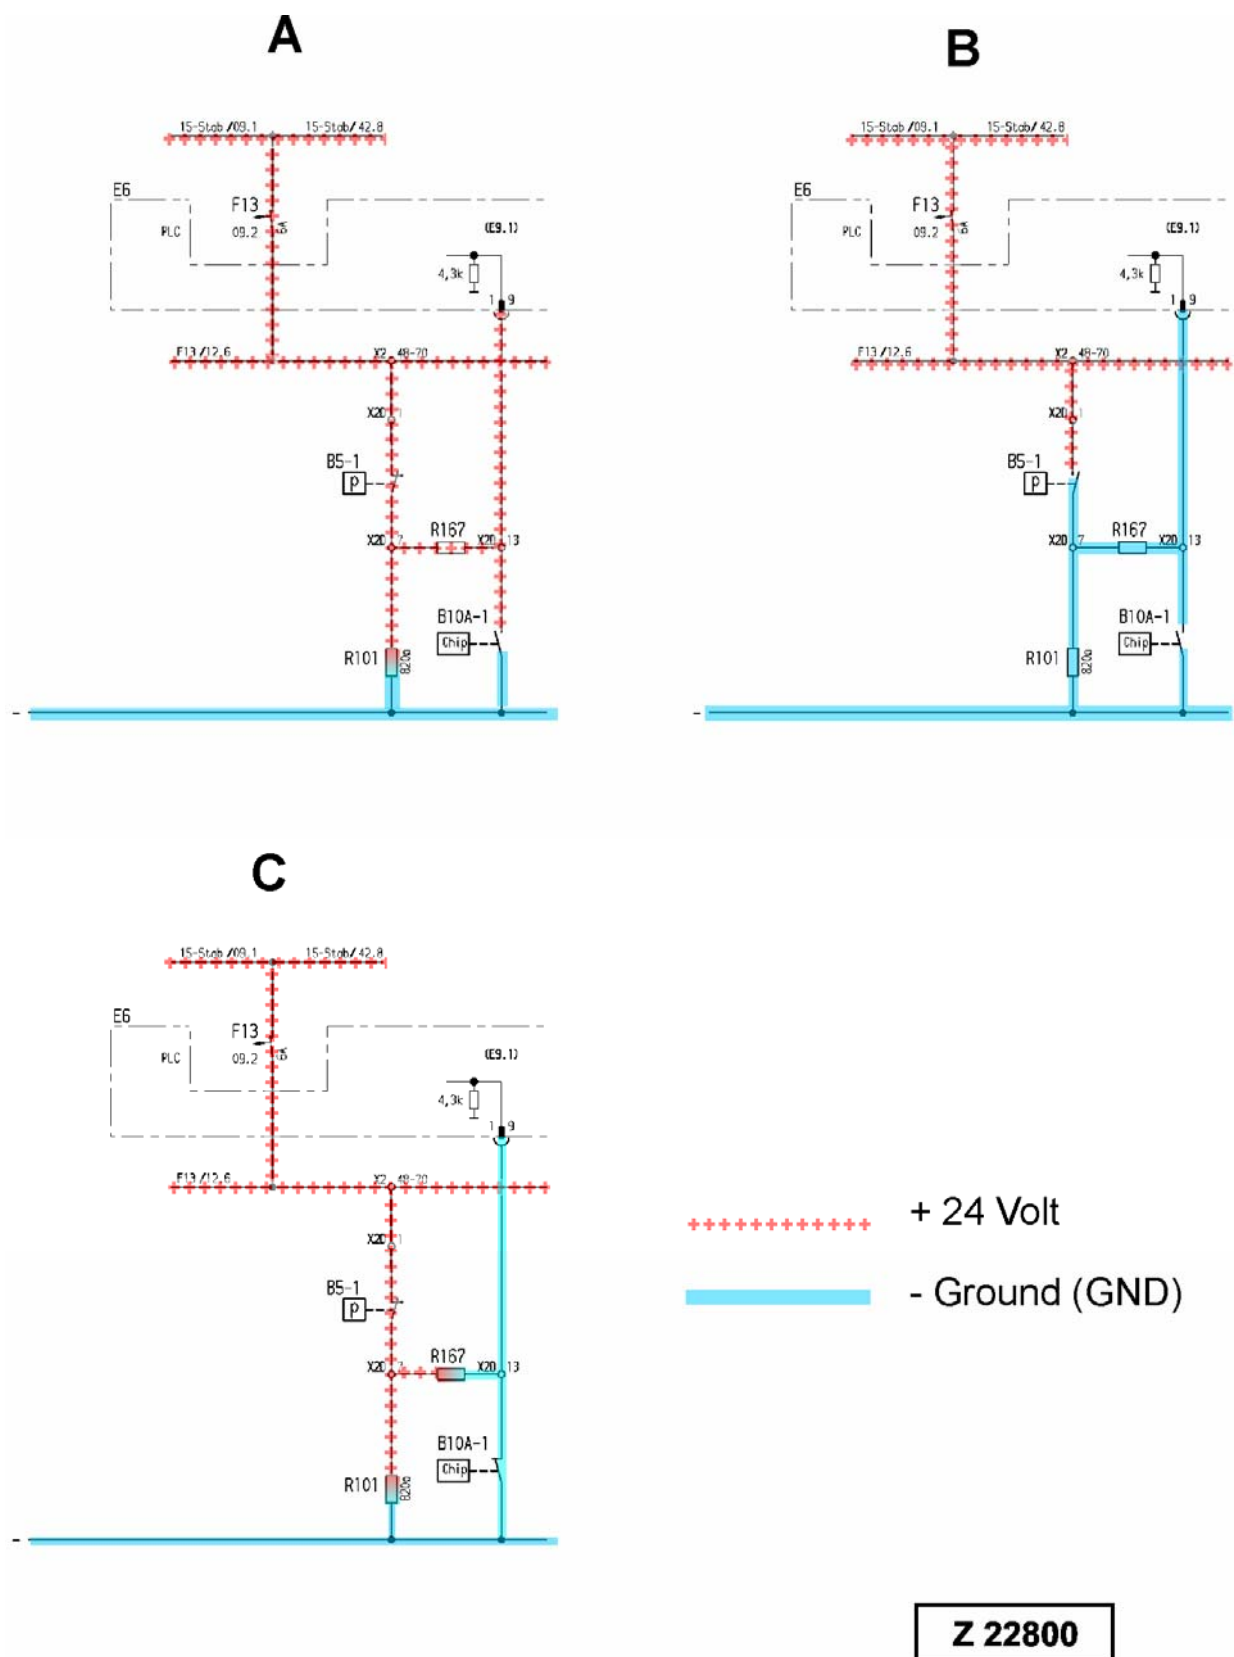 A
15-Stab/09.1 15-Stab/42.8
E6
F13
PLC 09.2 6A
(E9.1)
4,3k
1 9
F13/12.6 X2 48-70
X20 1
B5-1
P
R167
X20 7 X20 13
B10A-1
Chip
R101 820Ω
-
B
15-Stab/09.1 15-Stab/42.8
E6
F13
PLC 09.2 6A
(E9.1)
4,3k
1 9
F13/12.6 X2 48-70
X20 1
B5-1
P
R167
X20 7 X20 13
B10A-1
Chip
R101 820Ω
-
C
15-Stab/09.1 15-Stab/42.8
E6
F13
PLC 09.2 6A
(E9.1)
4,3k
1 9
F13/12.6 X2 48-70
X20 1
B5-1
P
R167
X20 7 X20 13
B10A-1
Chip
R101 820Ω
-
+ 24 Volt
- Ground (GND)
Z 22800